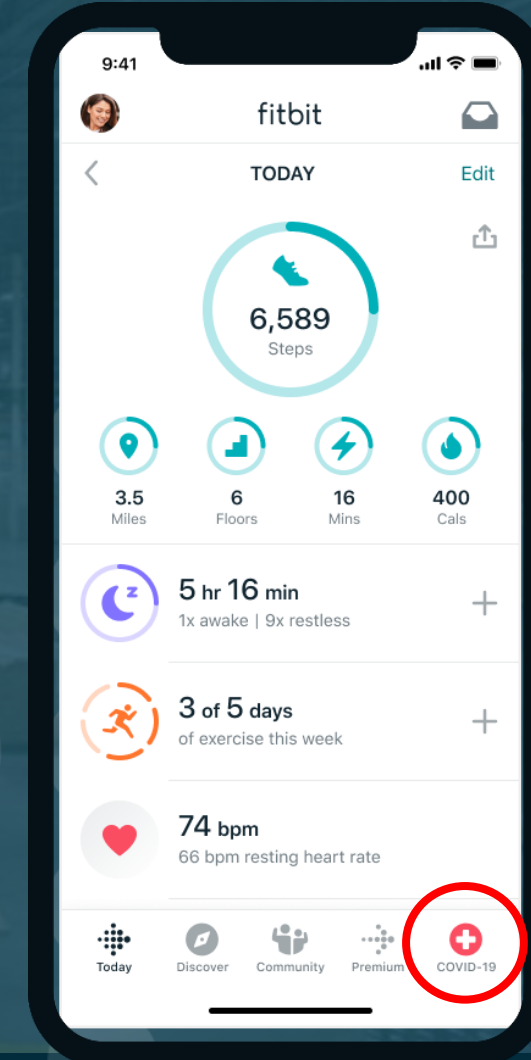 9:41
fitbit
TODAY
Edit
6,589
Steps
3.5
Miles
6
Floors
16
Mins
400
Cals
5 hr 16 min
1x awake | 9x restless
3 of 5 days
of exercise this week
74 bpm
66 bpm resting heart rate
Today
Discover
Community
Premium
COVID-19